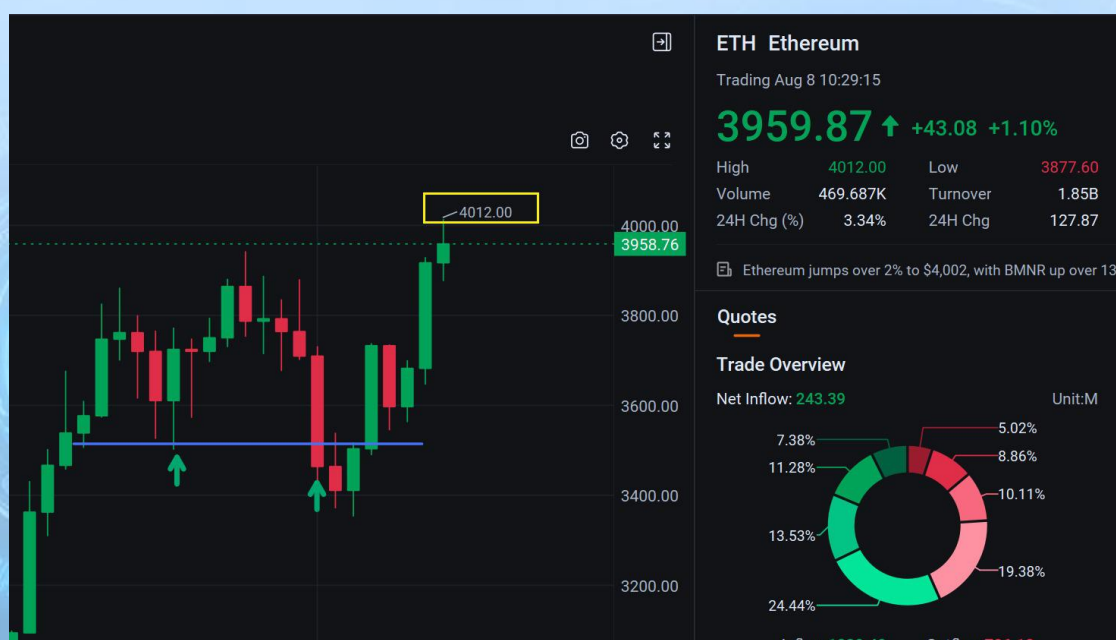 ETH Ethereum
Trading Aug 8 10:29:15
3959.87 +43.08 +1.10%
High 4012.00 Low 3877.60
Volume 469.687K Turnover 1.85B
24H Chg (%) 3.34% 24H Chg 127.87
Ethereum jumps over 2% to $4,002, with BMNR up over 13
Quotes
Trade Overview
Net Inflow: 243.39 Unit:M
7.38%
11.28%
13.53%
24.44%
5.02%
8.86%
10.11%
19.38%
4012.00
4000.00
3958.76
3800.00
3600.00
3400.00
3200.00